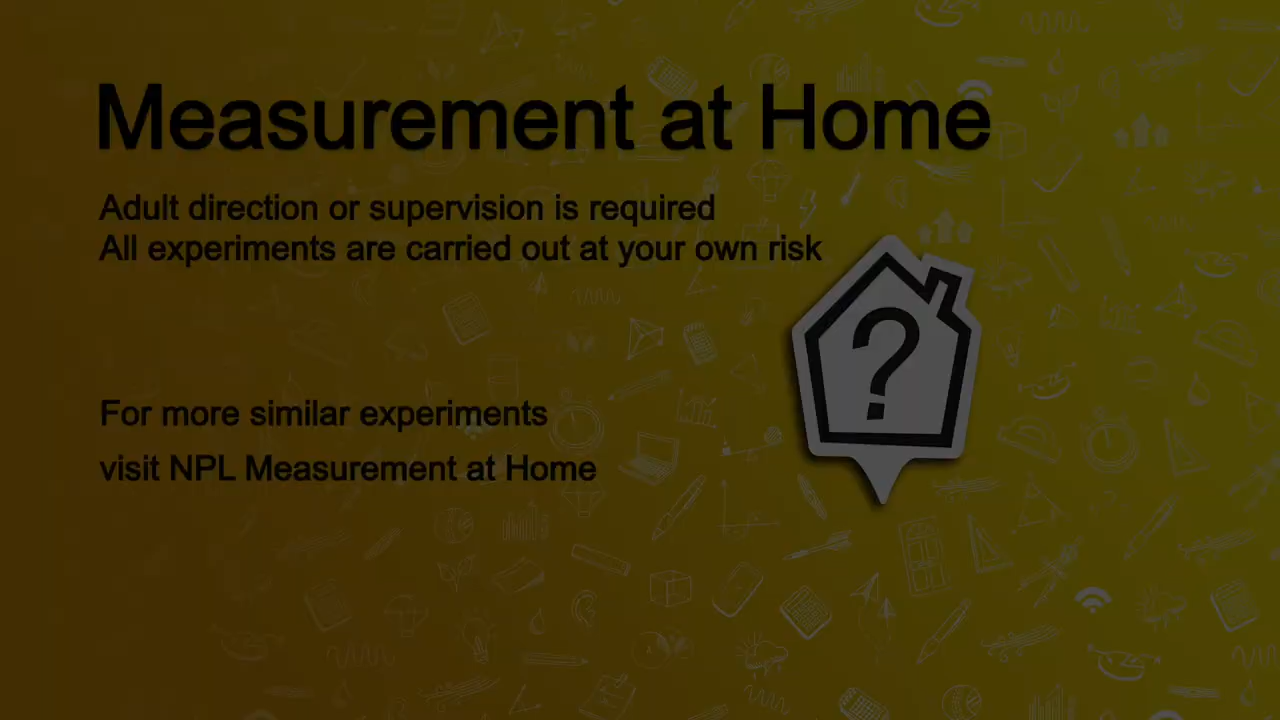 Measurement at Home
Adult direction or supervision is required
All experiments are carried out at your own risk
?
For more similar experiments
visit NPL Measurement at Home